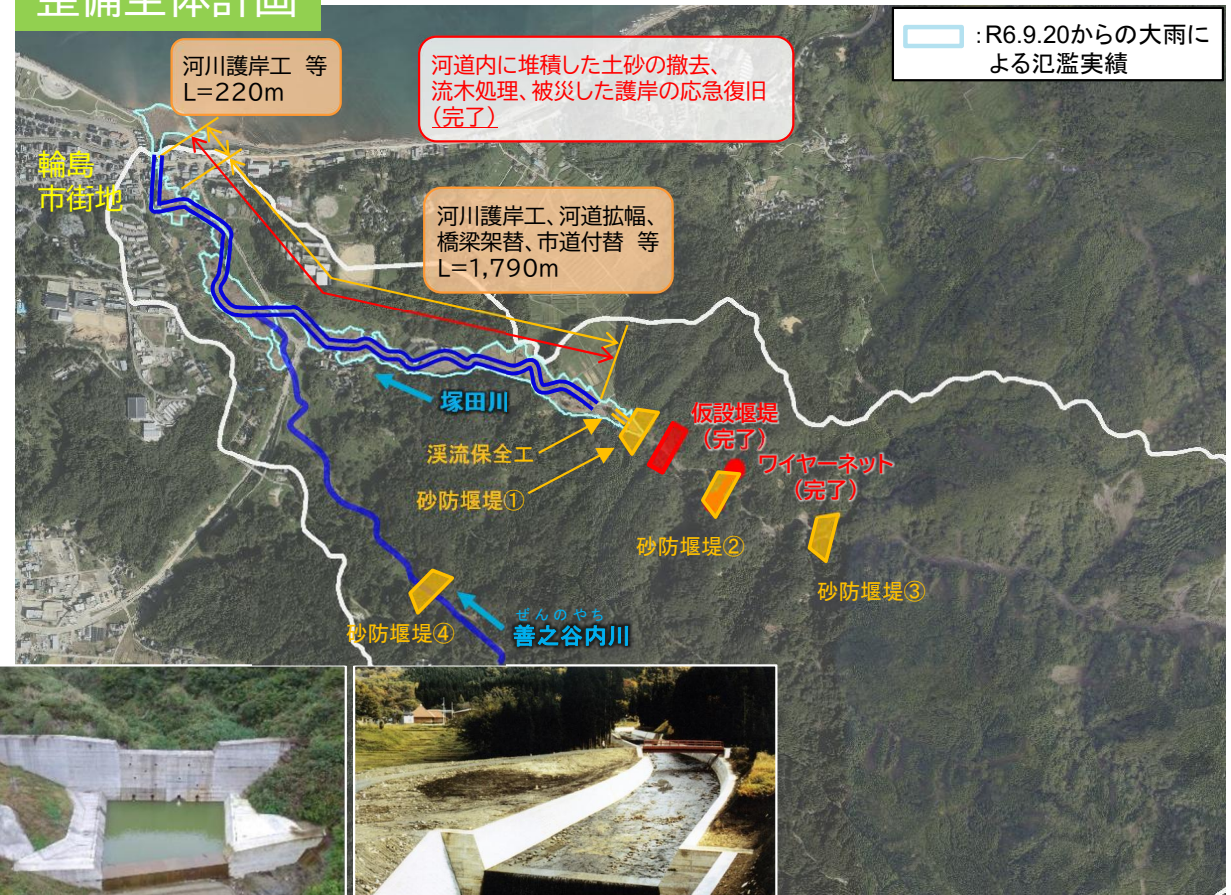 整備全体計画
:R6.9.20からの大雨に
よる氾濫実績
河川護岸工 等
L=220m
河道内に堆積した土砂の撤去、
流木処理、被災した護岸の応急復旧
(完了)
輪島
市街地
河川護岸工、河道拡幅、
橋梁架替、市道付替 等
L=1,790m
塚田川
渓流保全工
砂防堰堤①
仮設堰堤
(完了)
ワイヤーネット
(完了)
砂防堰堤②
砂防堰堤③
砂防堰堤④
ぜんのやち
善之谷内川